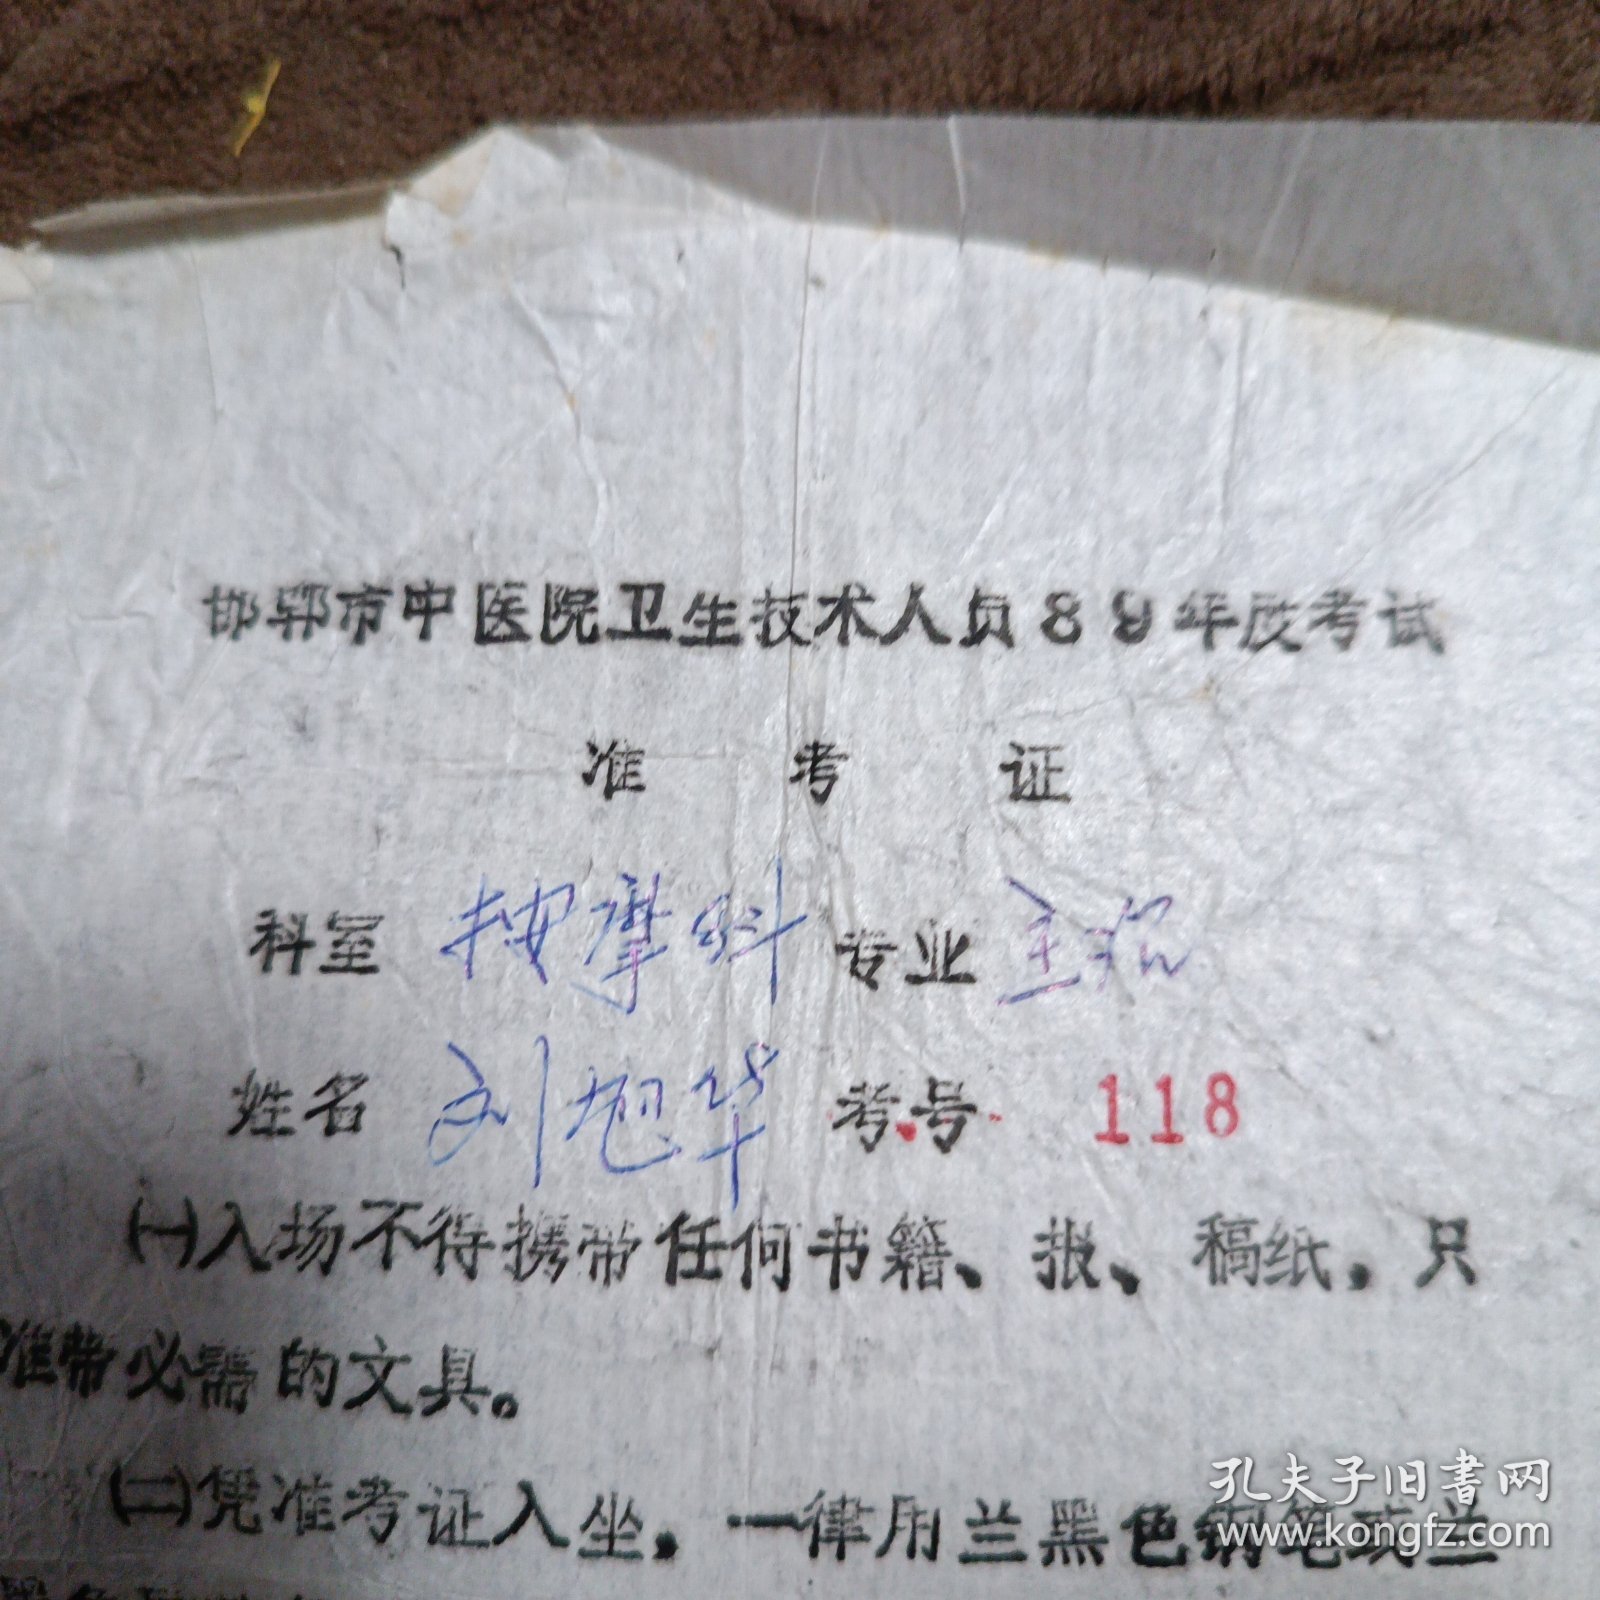 邯郸市中医院卫生技术人员89年度考试
准考证
科室 按摩科 专业
姓名 刘旭华 考号 118
(一)入场不得携带任何书籍、报、稿纸，只
准带必需的文具。
(二)凭准考证入坐，一律用兰黑色钢笔或兰
孔夫子旧书网
www.kongfz.com